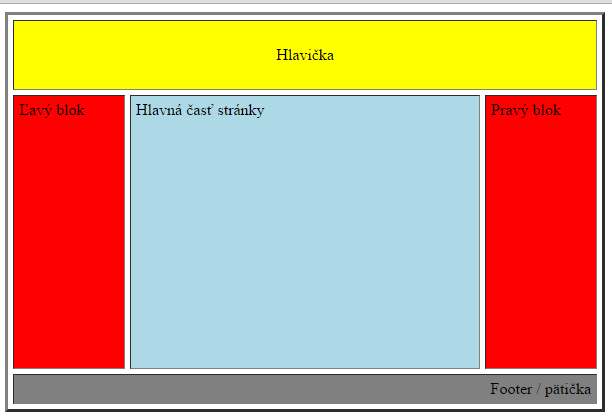 Hlavička
Ľavý blok
Hlavná časť stránky
Pravý blok
Footer / pätička